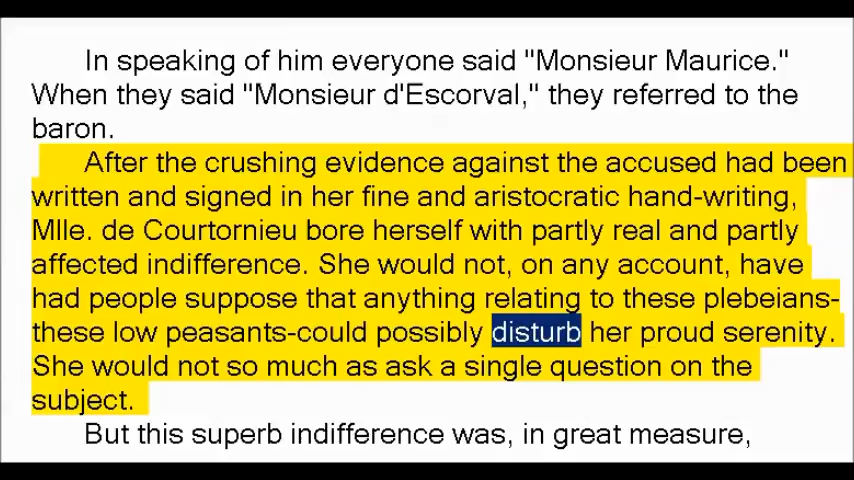 In speaking of him everyone said "Monsieur Maurice."
When they said "Monsieur d'Escorval," they referred to the
baron.
After the crushing evidence against the accused had been
written and signed in her fine and aristocratic hand-writing,
Mlle. de Courtornieu bore herself with partly real and partly
affected indifference. She would not, on any account, have
had people suppose that anything relating to these plebeians-
these low peasants-could possibly disturb her proud serenity.
She would not so much as ask a single question on the
subject.
But this superb indifference was, in great measure,